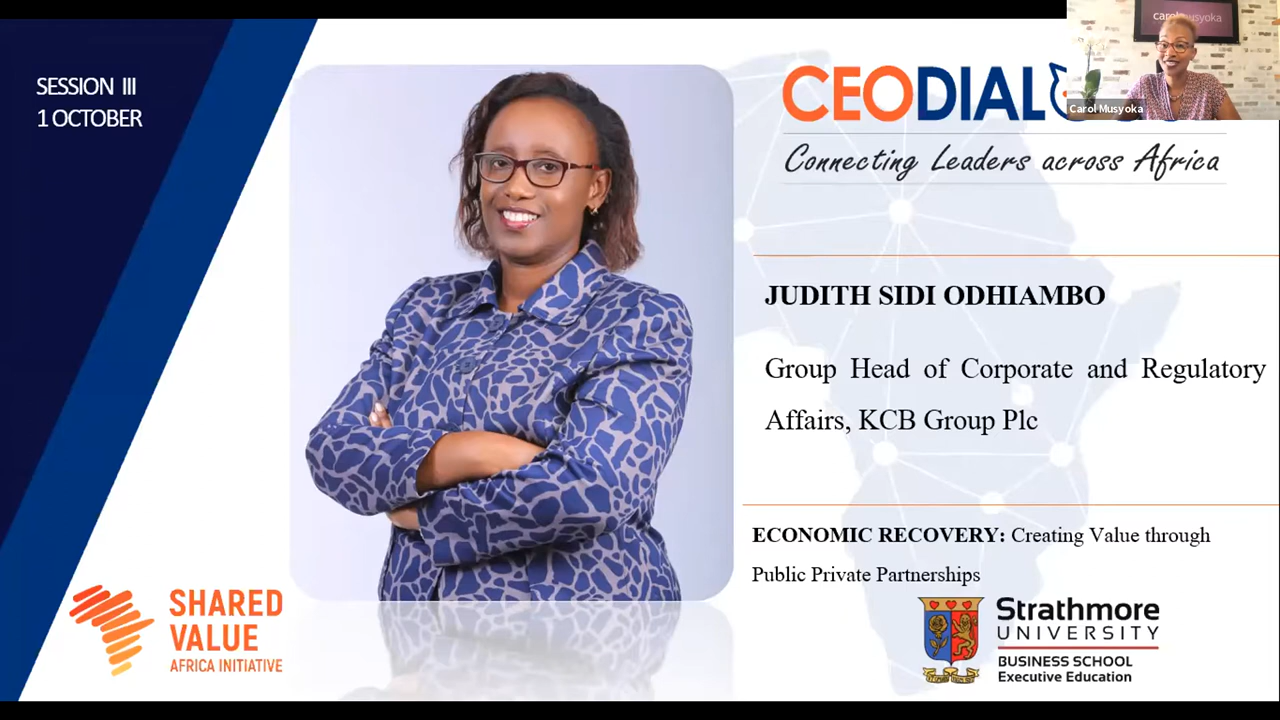 SESSION III
1 OCTOBER
CEODIAL
Connecting Leaders across Africa
carolmusyoka
Carol Musyoka
JUDITH SIDI ODHIAMBO
Group Head of Corporate and Regulatory
Affairs, KCB Group Plc
ECONOMIC RECOVERY: Creating Value through
Public Private Partnerships
SHARED
VALUE
AFRICA INITIATIVE
Strathmore
UNIVERSITY
BUSINESS SCHOOL
Executive Education